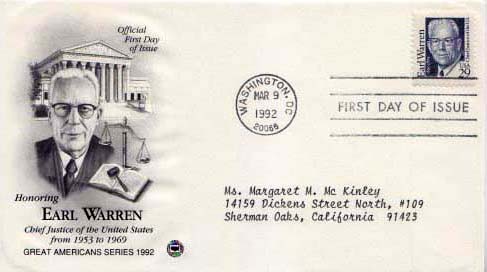 Official
First Day
of Issue
Honoring
EARL WARREN
Chief Justice of the United States
from 1953 to 1969
GREAT AMERICANS SERIES 1992
WASHINGTON, DC
MAR 9
1992
20066
Earl Warren
29
FIRST DAY OF ISSUE
Ms. Margaret M. Mc Kinley
14159 Dickens Street North, #109
Sherman Oaks, California 91423